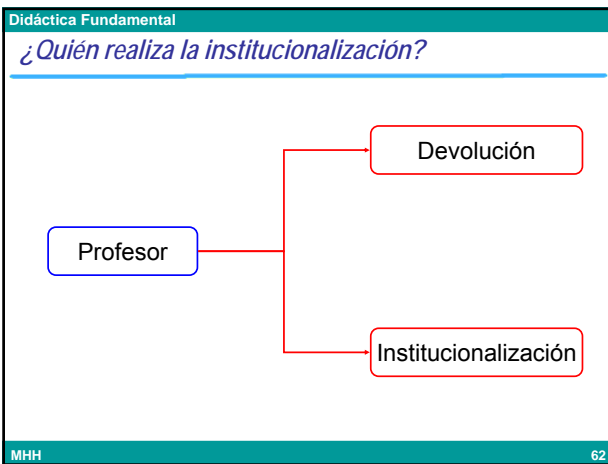 Didáctica Fundamental
¿Quién realiza la institucionalización?
Devolución
Profesor
Institucionalización
MHH 62